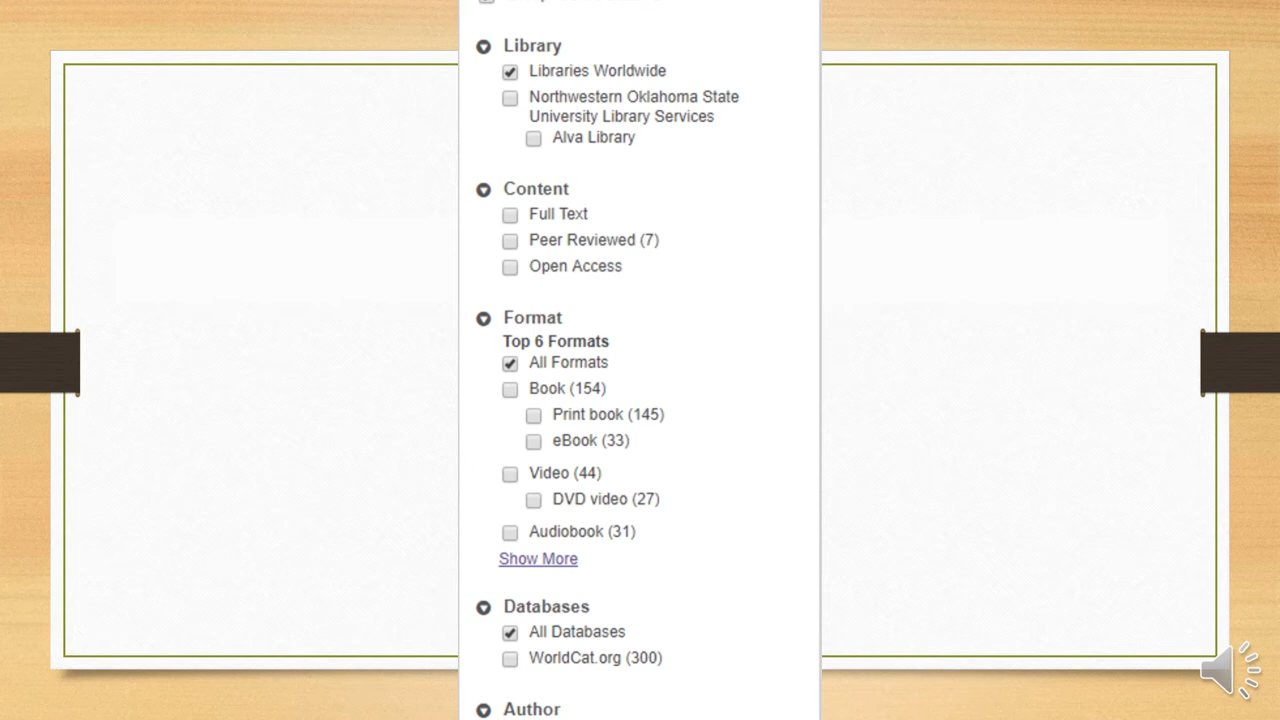 Library
Libraries Worldwide
Northwestern Oklahoma State
University Library Services
Alva Library
Content
Full Text
Peer Reviewed (7)
Open Access
Format
Top 6 Formats
All Formats
Book (154)
Print book (145)
eBook (33)
Video (44)
DVD video (27)
Audiobook (31)
Show More
Databases
All Databases
WorldCat.org (300)
Author